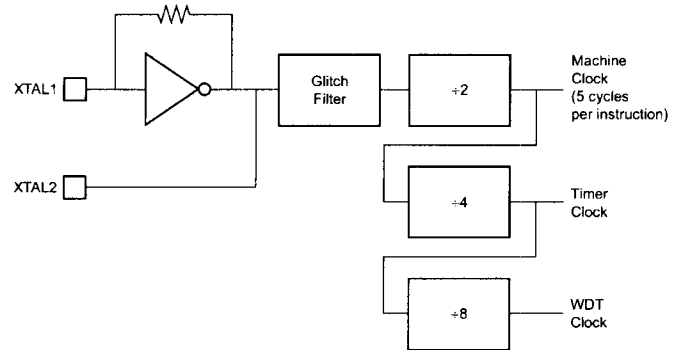 XTAL1
XTAL2
Glitch
Filter
÷2
Machine
Clock
(5 cycles
per instruction)
÷4
Timer
Clock
÷8
WDT
Clock